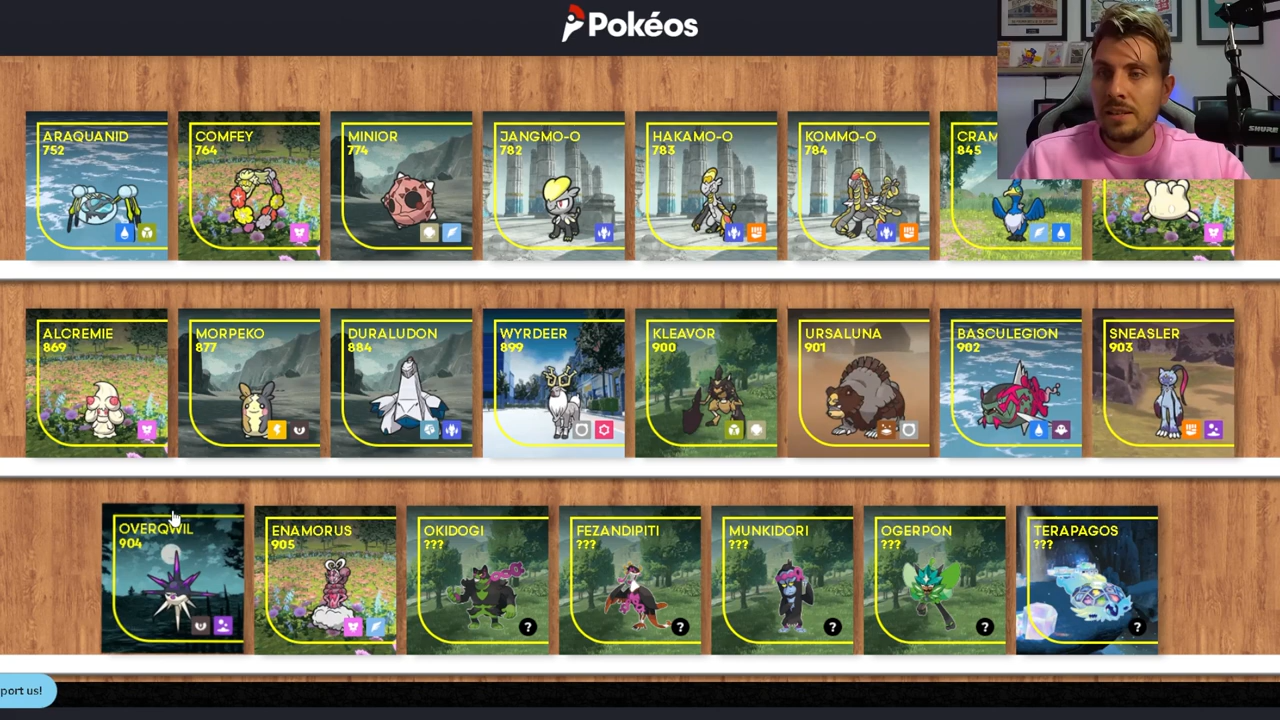 Pokéos
ARAQUANID
752
COMFEY
764
MINIOR
774
JANGMO-O
782
HAKAMO-O
783
KOMMO-O
784
CRAM
845
SHURE
ALCREMIE
869
MORPEKO
877
DURALUDON
884
WYRDEER
899
KLEAVOR
900
URSALUNA
901
BASCULEGION
902
SNEASLER
903
OVERQWIL
904
ENAMORUS
905
OKIDOGI
???
?
FEZANDIPITI
???
?
MUNKIDORI
???
?
OGERPON
???
?
TERAPAGOS
???
?
port us!